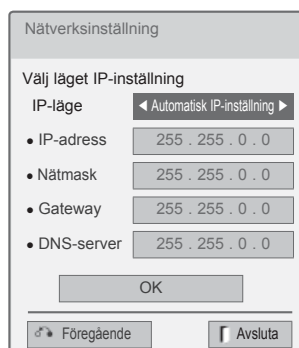 Nätverksinställning
Välj läget IP-inställning
IP-läge ◀ Automatisk IP-inställning ▶
• IP-adress 255 . 255 . 0 . 0
• Nätmask 255 . 255 . 0 . 0
• Gateway 255 . 255 . 0 . 0
• DNS-server 255 . 255 . 0 . 0
OK
Föregående Avsluta